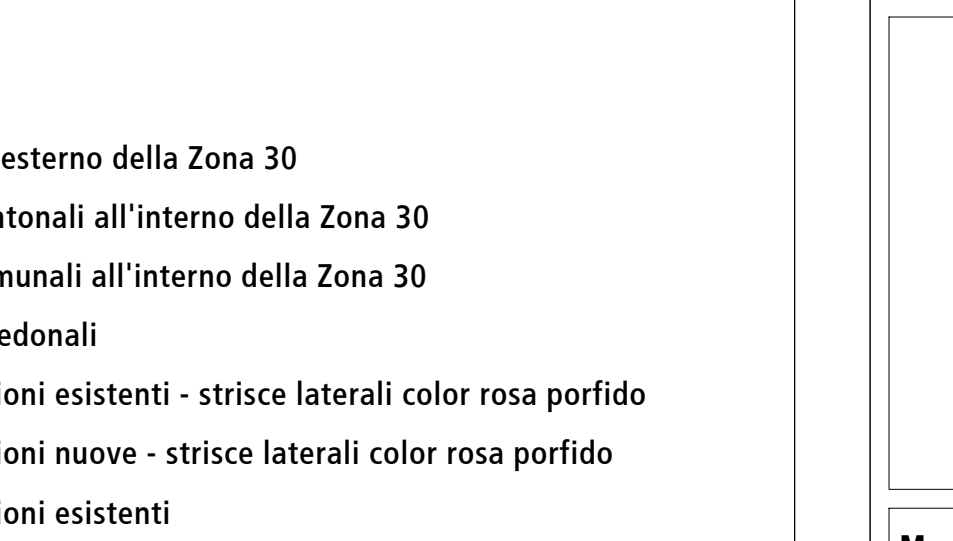 esterno della Zona 30
ntonali all'interno della Zona 30
munali all'interno della Zona 30
edonali
ioni esistenti - strisce laterali color rosa porfido
ioni nuove - strisce laterali color rosa porfido
ioni esistenti